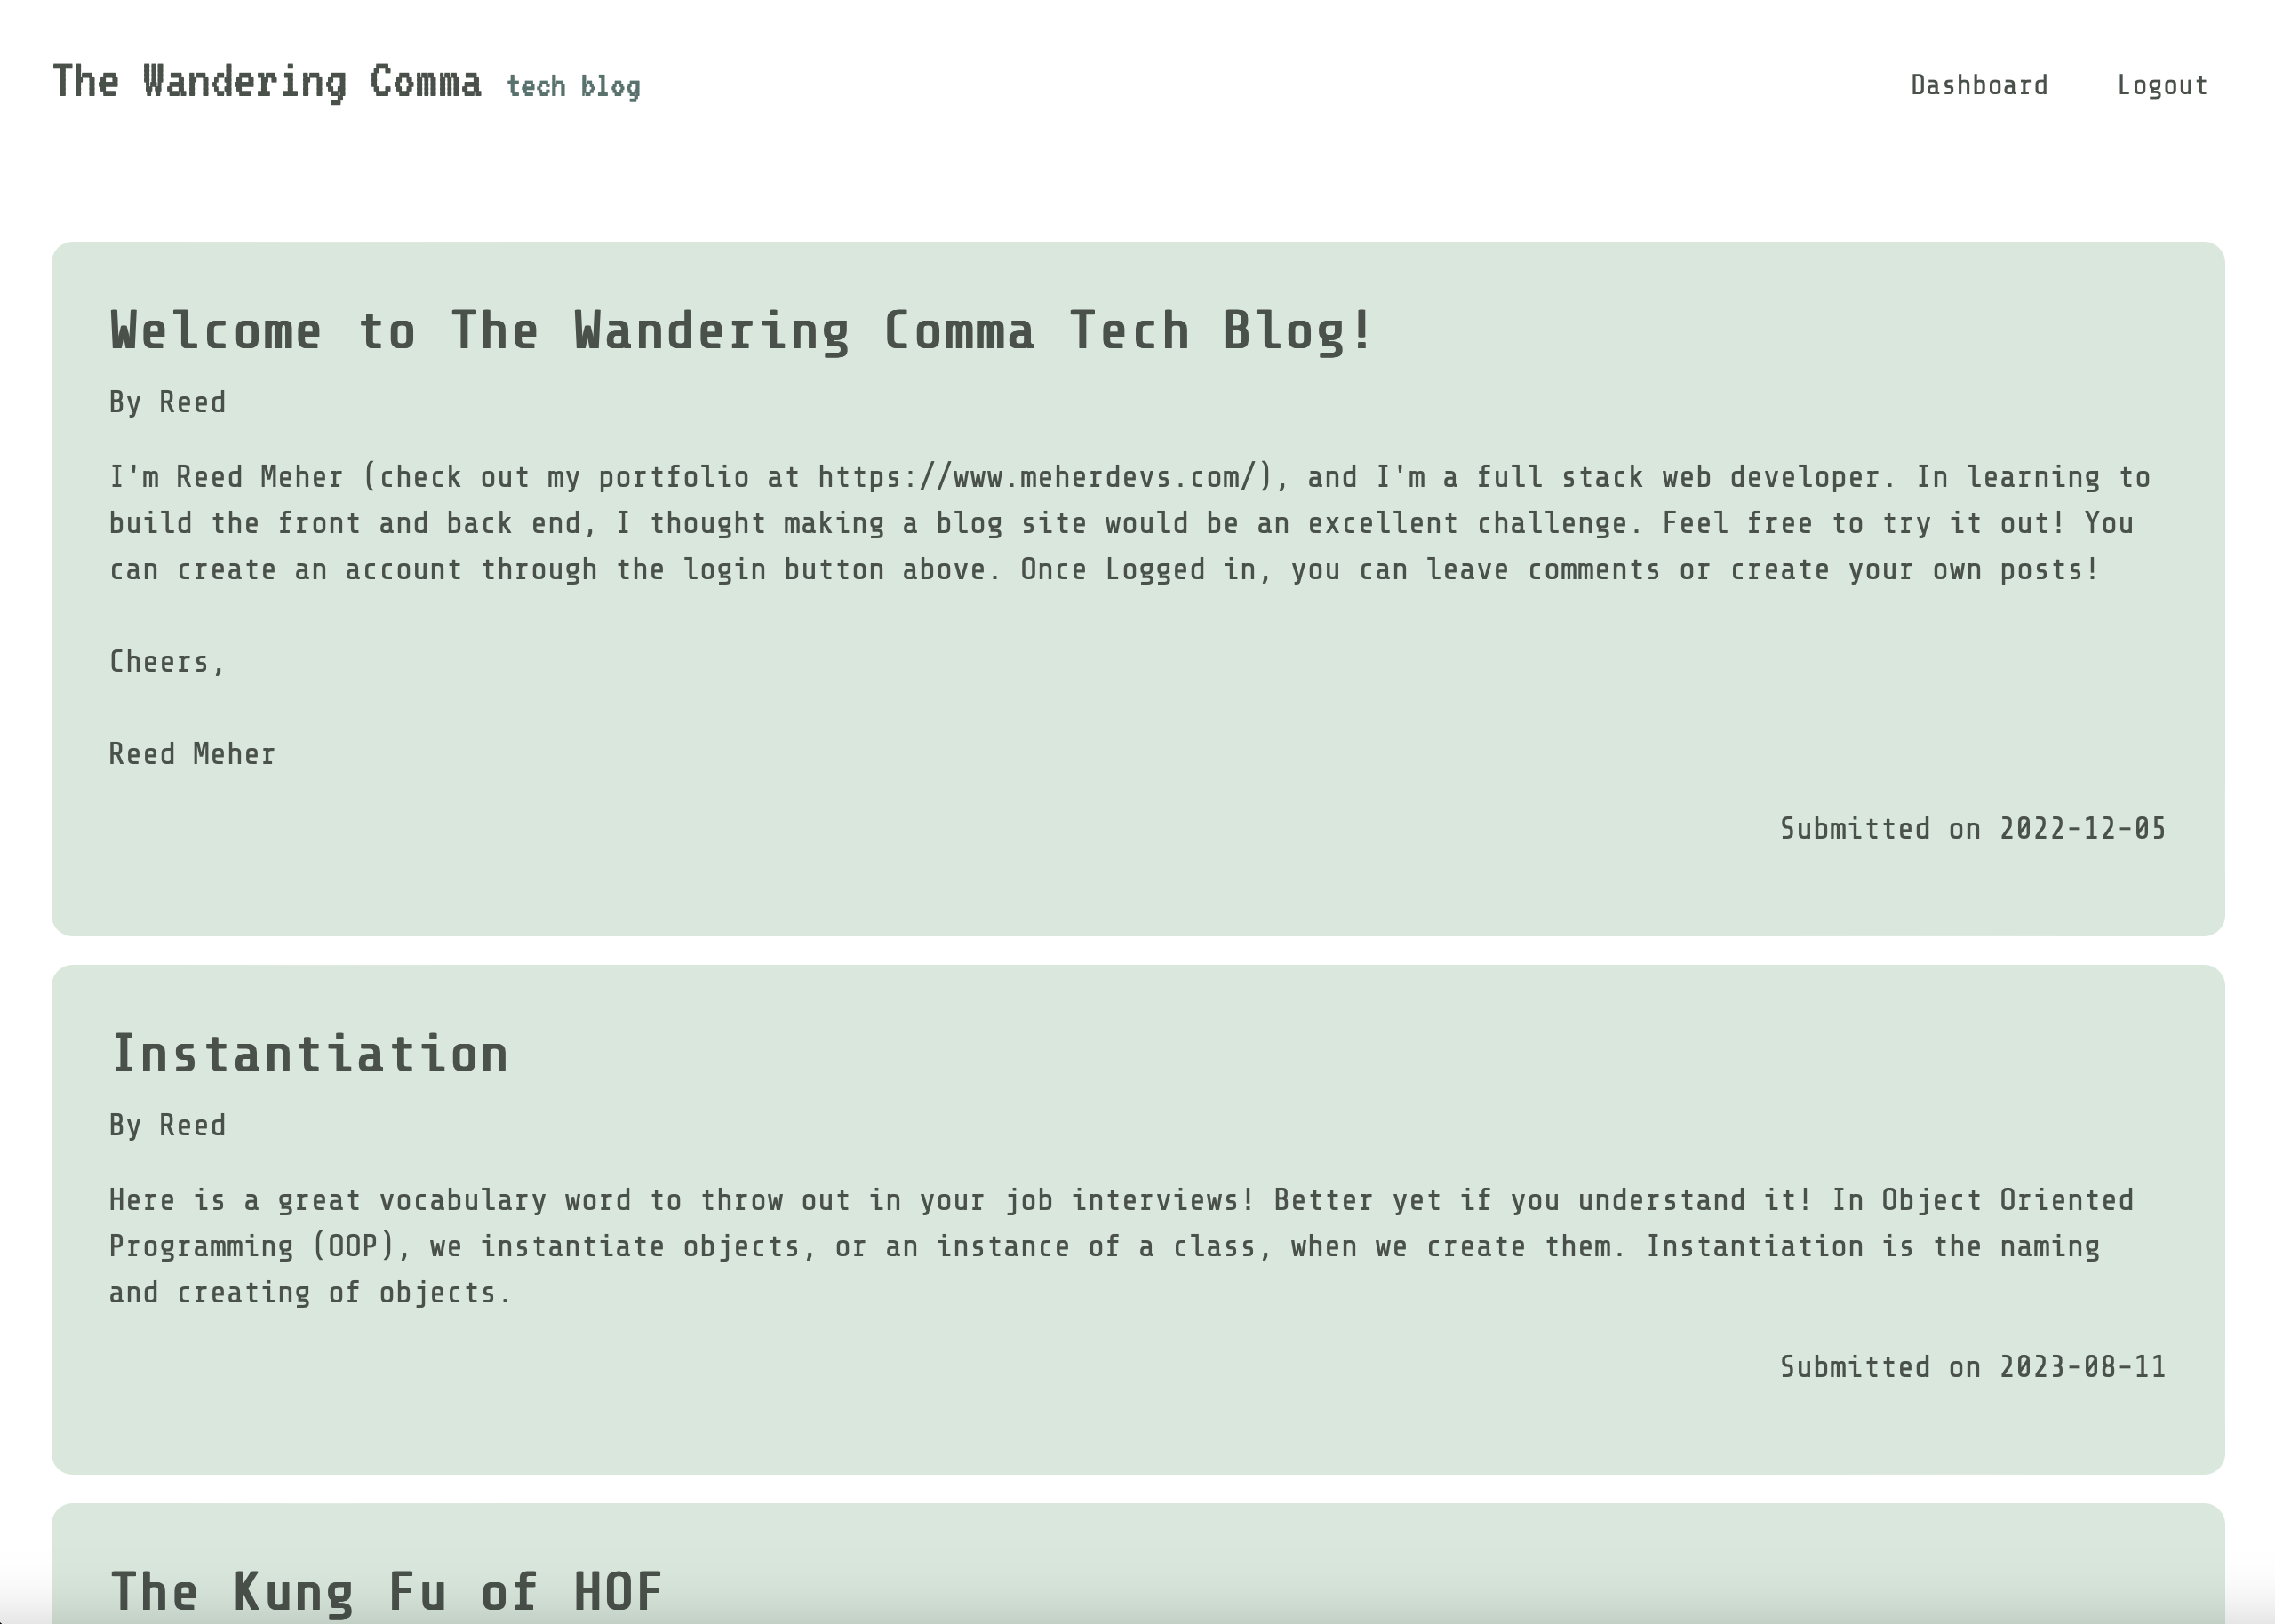 The Wandering Comma tech blog
Dashboard Logout
Welcome to The Wandering Comma Tech Blog!
By Reed
I'm Reed Meher (check out my portfolio at https://www.meherdevs.com/), and I'm a full stack web developer. In learning to
build the front and back end, I thought making a blog site would be an excellent challenge. Feel free to try it out! You
can create an account through the login button above. Once Logged in, you can leave comments or create your own posts!
Cheers,
Reed Meher
Submitted on 2022-12-05
Instantiation
By Reed
Here is a great vocabulary word to throw out in your job interviews! Better yet if you understand it! In Object Oriented
Programming (OOP), we instantiate objects, or an instance of a class, when we create them. Instantiation is the naming
and creating of objects.
Submitted on 2023-08-11
The Kung Fu of HOF